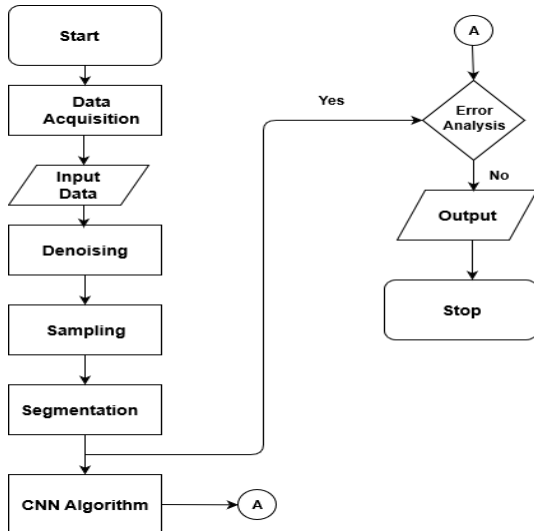 Start
Data
Acquisition
Input
Data
Denoising
Sampling
Segmentation
CNN Algorithm
A
A
Yes
Error
Analysis
No
Output
Stop